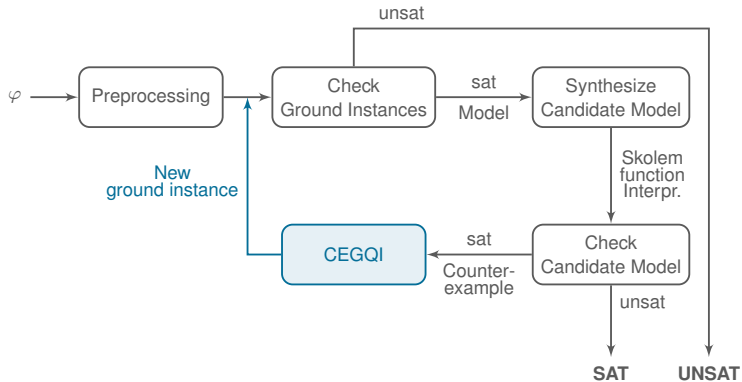 unsat
φ
Preprocessing
Check
Ground Instances
sat
Model
Synthesize
Candidate Model
New
ground instance
Skolem
function
Interpr.
CEGQI
sat
Counter-
example
Check
Candidate Model
unsat
SAT
UNSAT